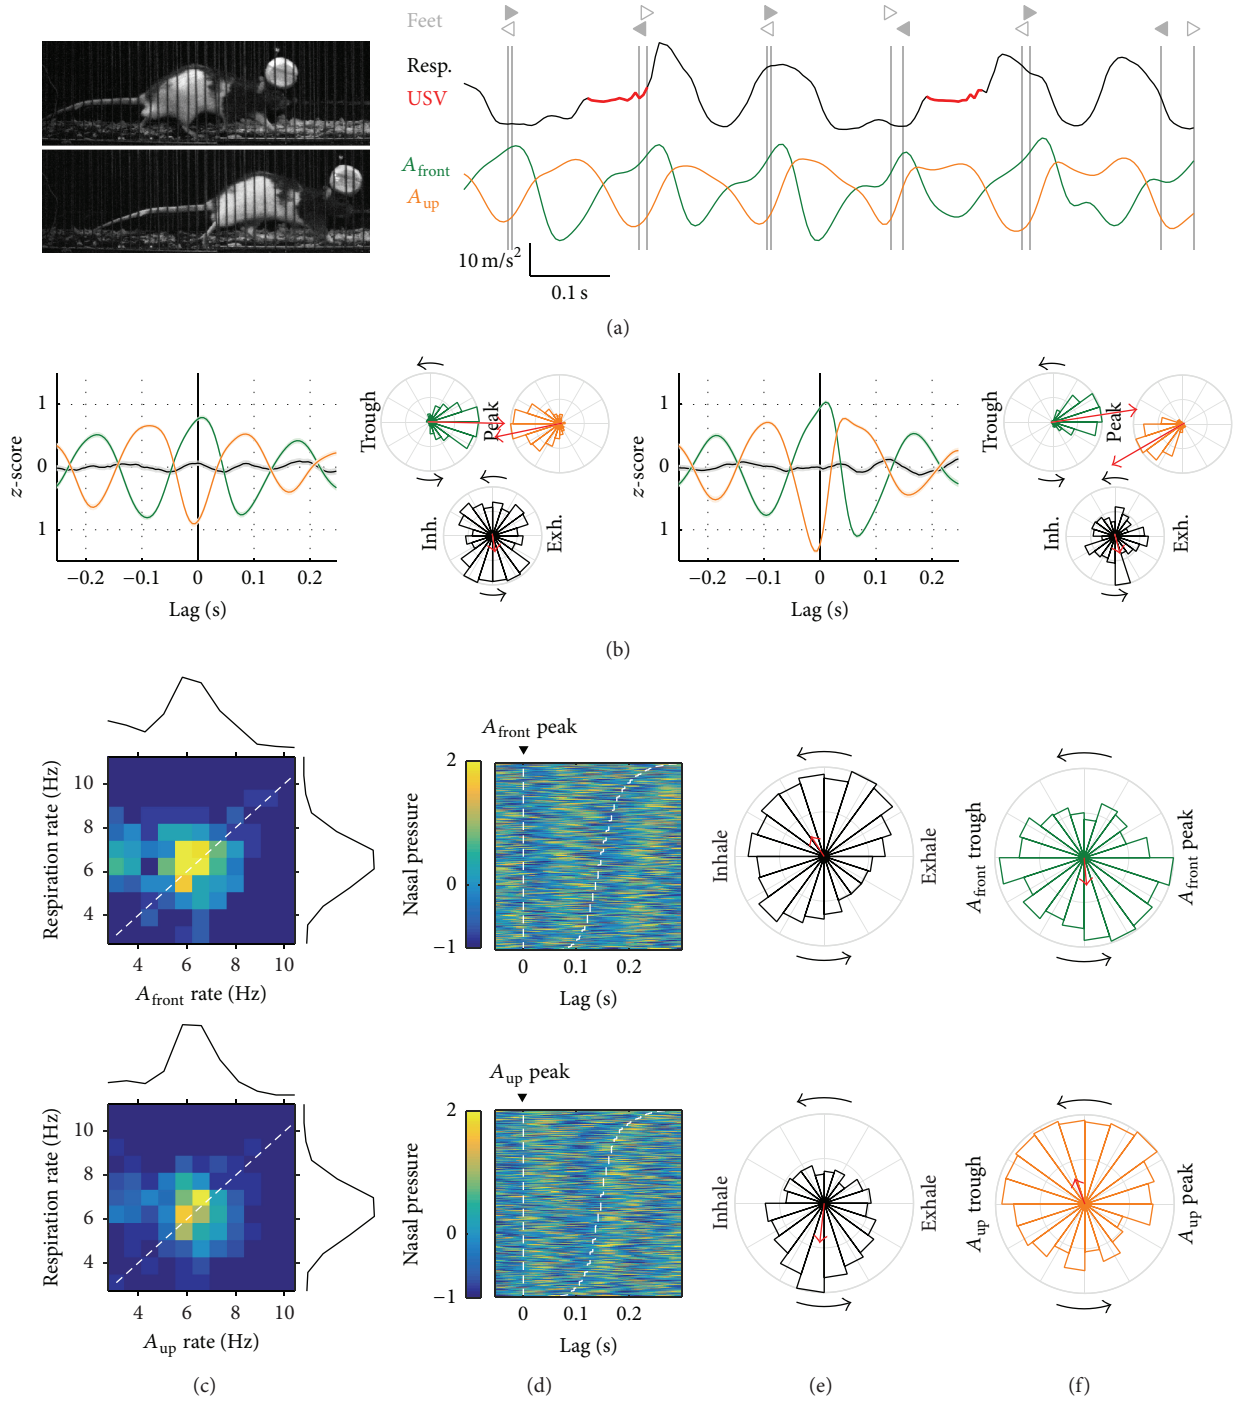 Feet
Resp.
USV
A_front
A_up
10 m/s²
0.1 s
(a)
z-score
1
0
1
−0.2 −0.1 0 0.1 0.2
Lag (s)
Trough
Peak
Inh.
Exh.
z-score
1
0
1
−0.2 −0.1 0 0.1 0.2
Lag (s)
Trough
Peak
Inh.
Exh.
(b)
Respiration rate (Hz)
10
8
6
4
4 6 8 10
A_front rate (Hz)
A_front peak
Nasal pressure
2
0
−1
0 0.1 0.2
Lag (s)
Inhale
Exhale
A_front trough
A_front peak
Respiration rate (Hz)
10
8
6
4
4 6 8 10
A_up rate (Hz)
A_up peak
Nasal pressure
2
0
−1
0 0.1 0.2
Lag (s)
Inhale
Exhale
A_up trough
A_up peak
(c)
(d)
(e)
(f)